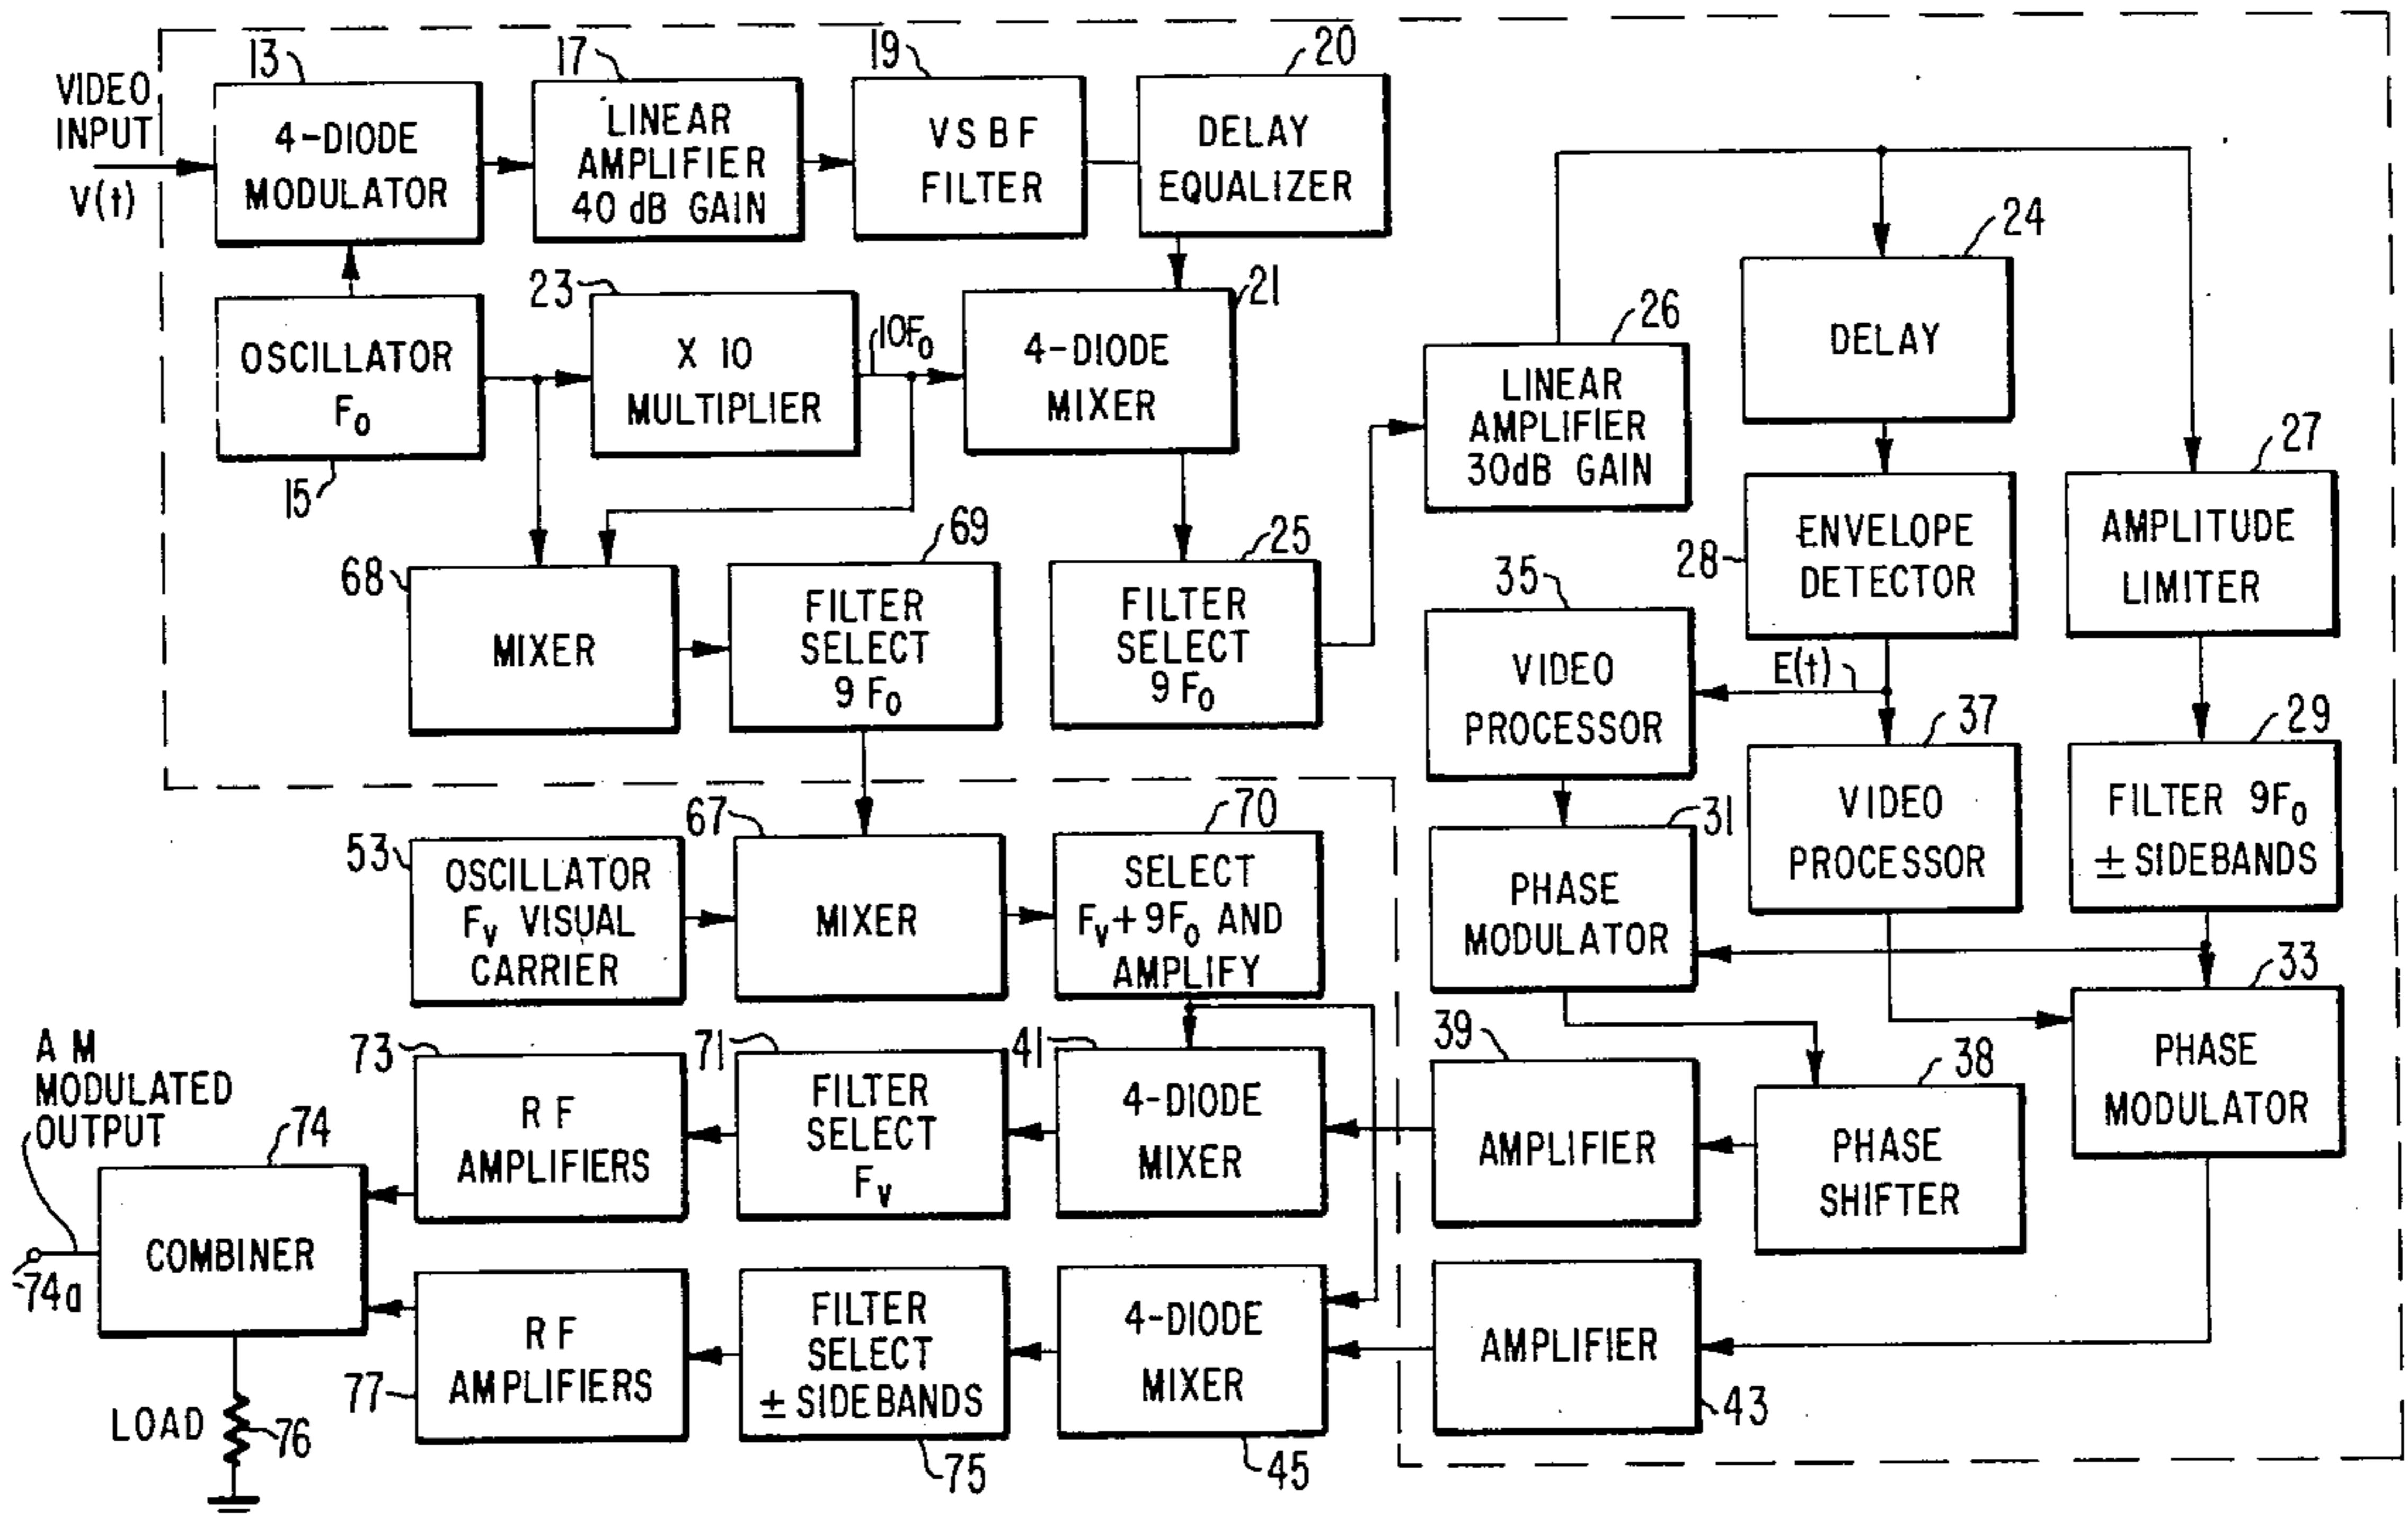 VIDEO
INPUT
V(t)
13
4-DIODE
MODULATOR
17
LINEAR
AMPLIFIER
40 dB GAIN
19
VSBF
FILTER
20
DELAY
EQUALIZER
OSCILLATOR
F₀
15
23
X 10
MULTIPLIER
10F₀
21
4-DIODE
MIXER
26
LINEAR
AMPLIFIER
30dB GAIN
24
DELAY
27
AMPLITUDE
LIMITER
28
ENVELOPE
DETECTOR
68
MIXER
69
FILTER
SELECT
9 F₀
25
FILTER
SELECT
9 F₀
35
VIDEO
PROCESSOR
E(t)
37
VIDEO
PROCESSOR
29
FILTER 9F₀
± SIDEBANDS
53
OSCILLATOR
Fᵥ VISUAL
CARRIER
67
MIXER
70
SELECT
Fᵥ+9F₀ AND
AMPLIFY
31
PHASE
MODULATOR
33
PHASE
MODULATOR
AM
MODULATED
OUTPUT
74
COMBINER
74a
73
RF
AMPLIFIERS
71
FILTER
SELECT
Fᵥ
41
4-DIODE
MIXER
39
AMPLIFIER
38
PHASE
SHIFTER
LOAD
76
77
RF
AMPLIFIERS
FILTER
SELECT
± SIDEBANDS
75
4-DIODE
MIXER
45
AMPLIFIER
43